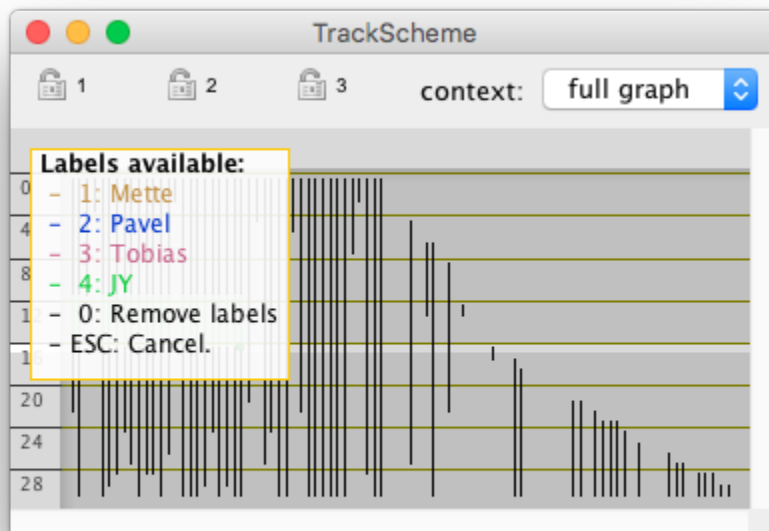 TrackScheme
1 2 3 context: full graph
Labels available:
- 1: Mette
- 2: Pavel
- 3: Tobias
- 4: JY
- 0: Remove labels
- ESC: Cancel.
0
4
8
12
16
20
24
28